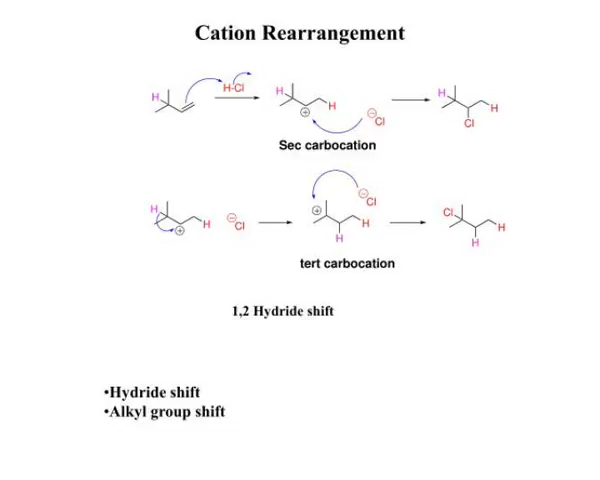 Cation Rearrangement
H H-Cl H H ⊕ ⊖ Cl H H Cl
Sec carbocation
H H ⊕ ⊖ Cl ⊕ H H ⊖ Cl Cl H H
tert carbocation
1,2 Hydride shift
•Hydride shift
•Alkyl group shift